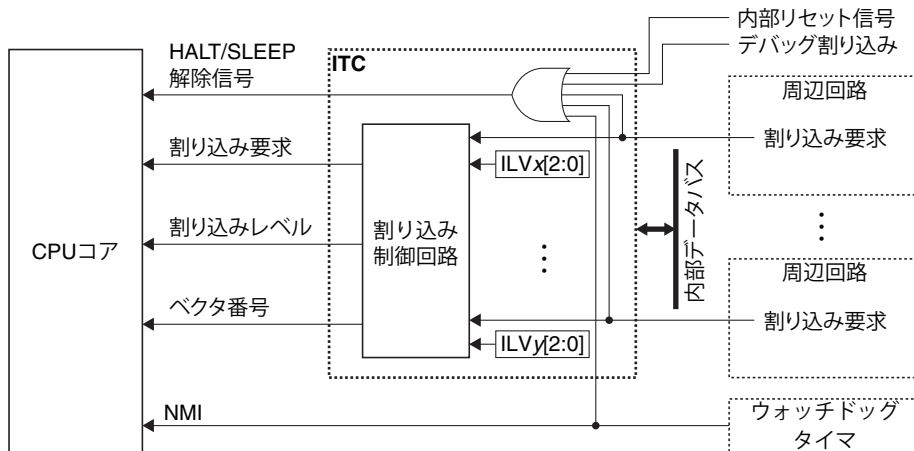 内部リセット信号
デバッグ割り込み
HALT/SLEEP
解除信号
ITC
周辺回路
割り込み要求
割り込み要求
ILVx[2:0]
内部データバス
割り込みレベル
割り込み
制御回路
CPUコア
周辺回路
ベクタ番号
割り込み要求
ILVy[2:0]
NMI
ウォッチドッグ
タイマ